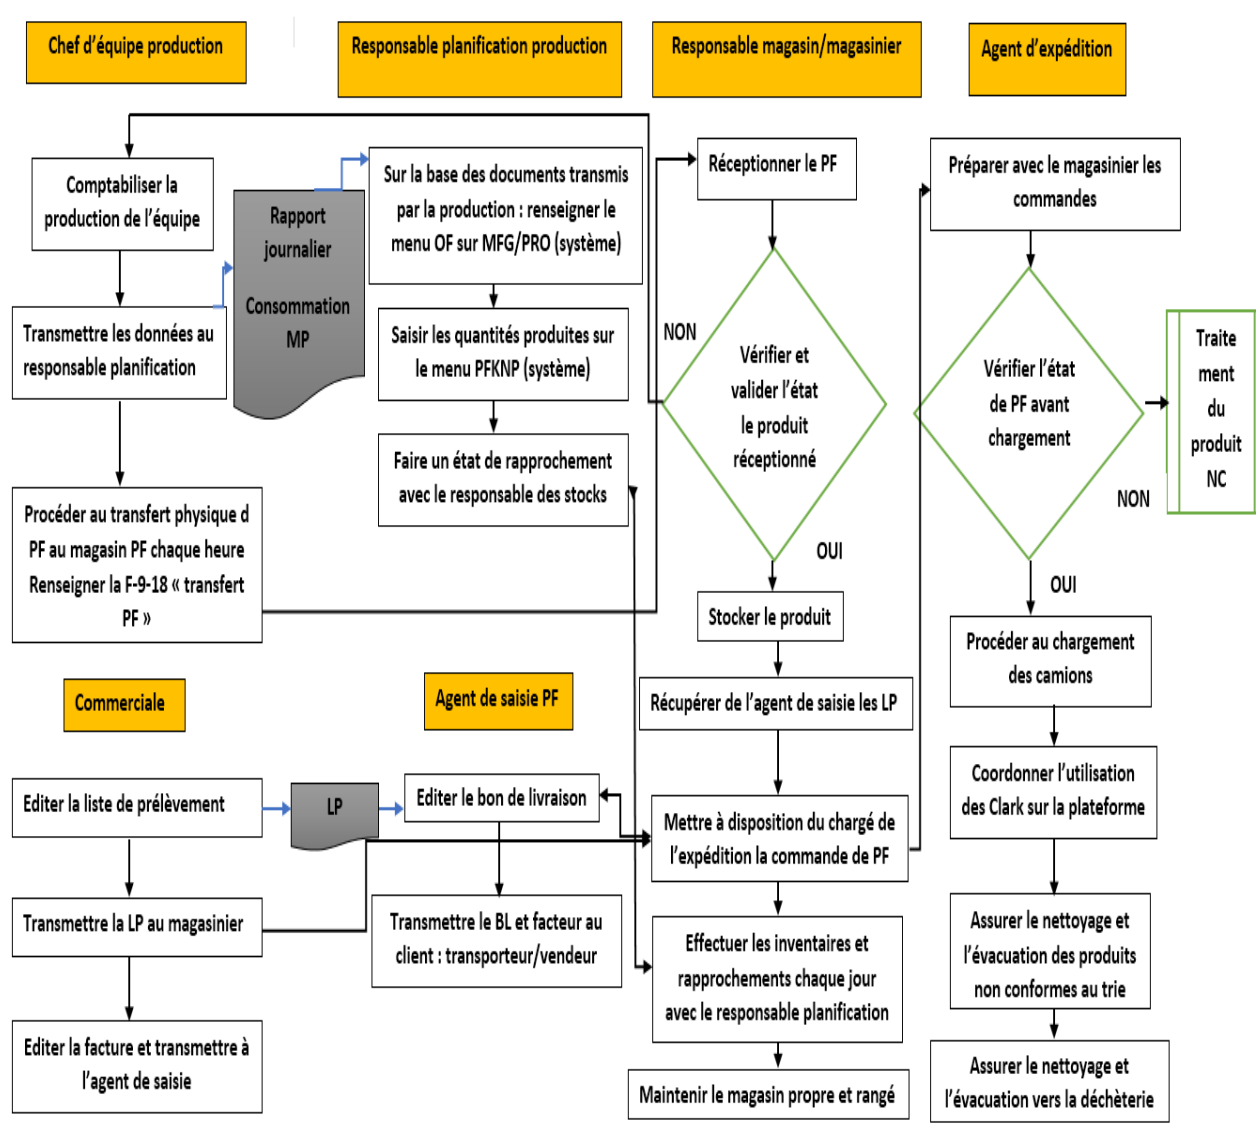 Chef d’équipe production
Responsable planification production
Responsable magasin/magasinier
Agent d’expédition
Comptabiliser la
production de l’équipe
Transmettre les données au
responsable planification
Procéder au transfert physique d
PF au magasin PF chaque heure
Renseigner la F-9-18 « transfert
PF »
Rapport
journalier
Consommation
MP
Sur la base des documents transmis
par la production : renseigner le
menu OF sur MFG/PRO (système)
Saisir les quantités produites sur
le menu PFKNP (système)
Faire un état de rapprochement
avec le responsable des stocks
Réceptionner le PF
NON
Vérifier et
valider l’état
le produit
réceptionné
OUI
Stocker le produit
Récupérer de l’agent de saisie les LP
Mettre à disposition du chargé de
l’expédition la commande de PF
Effectuer les inventaires et
rapprochements chaque jour
avec le responsable planification
Maintenir le magasin propre et rangé
Préparer avec le magasinier les
commandes
Vérifier l’état
de PF avant
chargement
NON
Traite
ment
du
produit
NC
OUI
Procéder au chargement
des camions
Coordonner l’utilisation
des Clark sur la plateforme
Assurer le nettoyage et
l’évacuation des produits
non conformes au trie
Assurer le nettoyage et
l’évacuation vers la déchèterie
Commerciale
Agent de saisie PF
Editer la liste de prélèvement
LP
Editer le bon de livraison
Transmettre la LP au magasinier
Transmettre le BL et facteur au
client : transporteur/vendeur
Editer la facture et transmettre à
l’agent de saisie